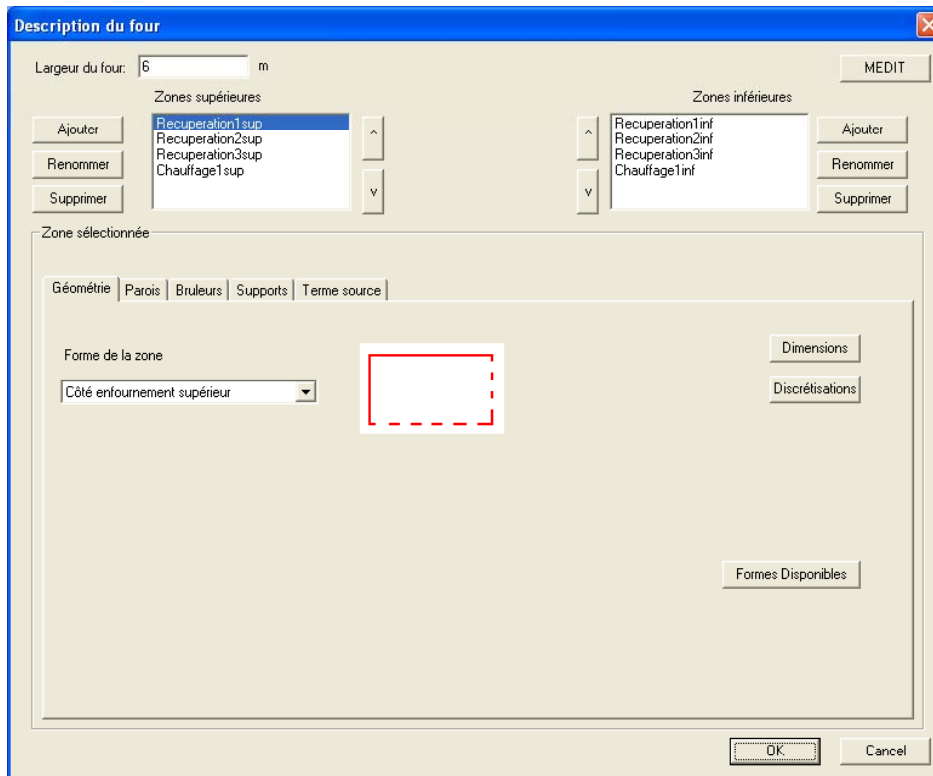 Description du four
Largeur du four: 6 m
MEDIT
Zones supérieures
Zones inférieures
Ajouter
Renommer
Supprimer
Recuperation1sup
Recuperation2sup
Recuperation3sup
Chauffage1sup
^
v
^
v
Recuperation1inf
Recuperation2inf
Recuperation3inf
Chauffage1inf
Ajouter
Renommer
Supprimer
Zone sélectionnée
Géométrie Parois Bruleurs Supports Terme source
Forme de la zone
Côté enfournement supérieur
Dimensions
Discrétisations
Formes Disponibles
OK Cancel